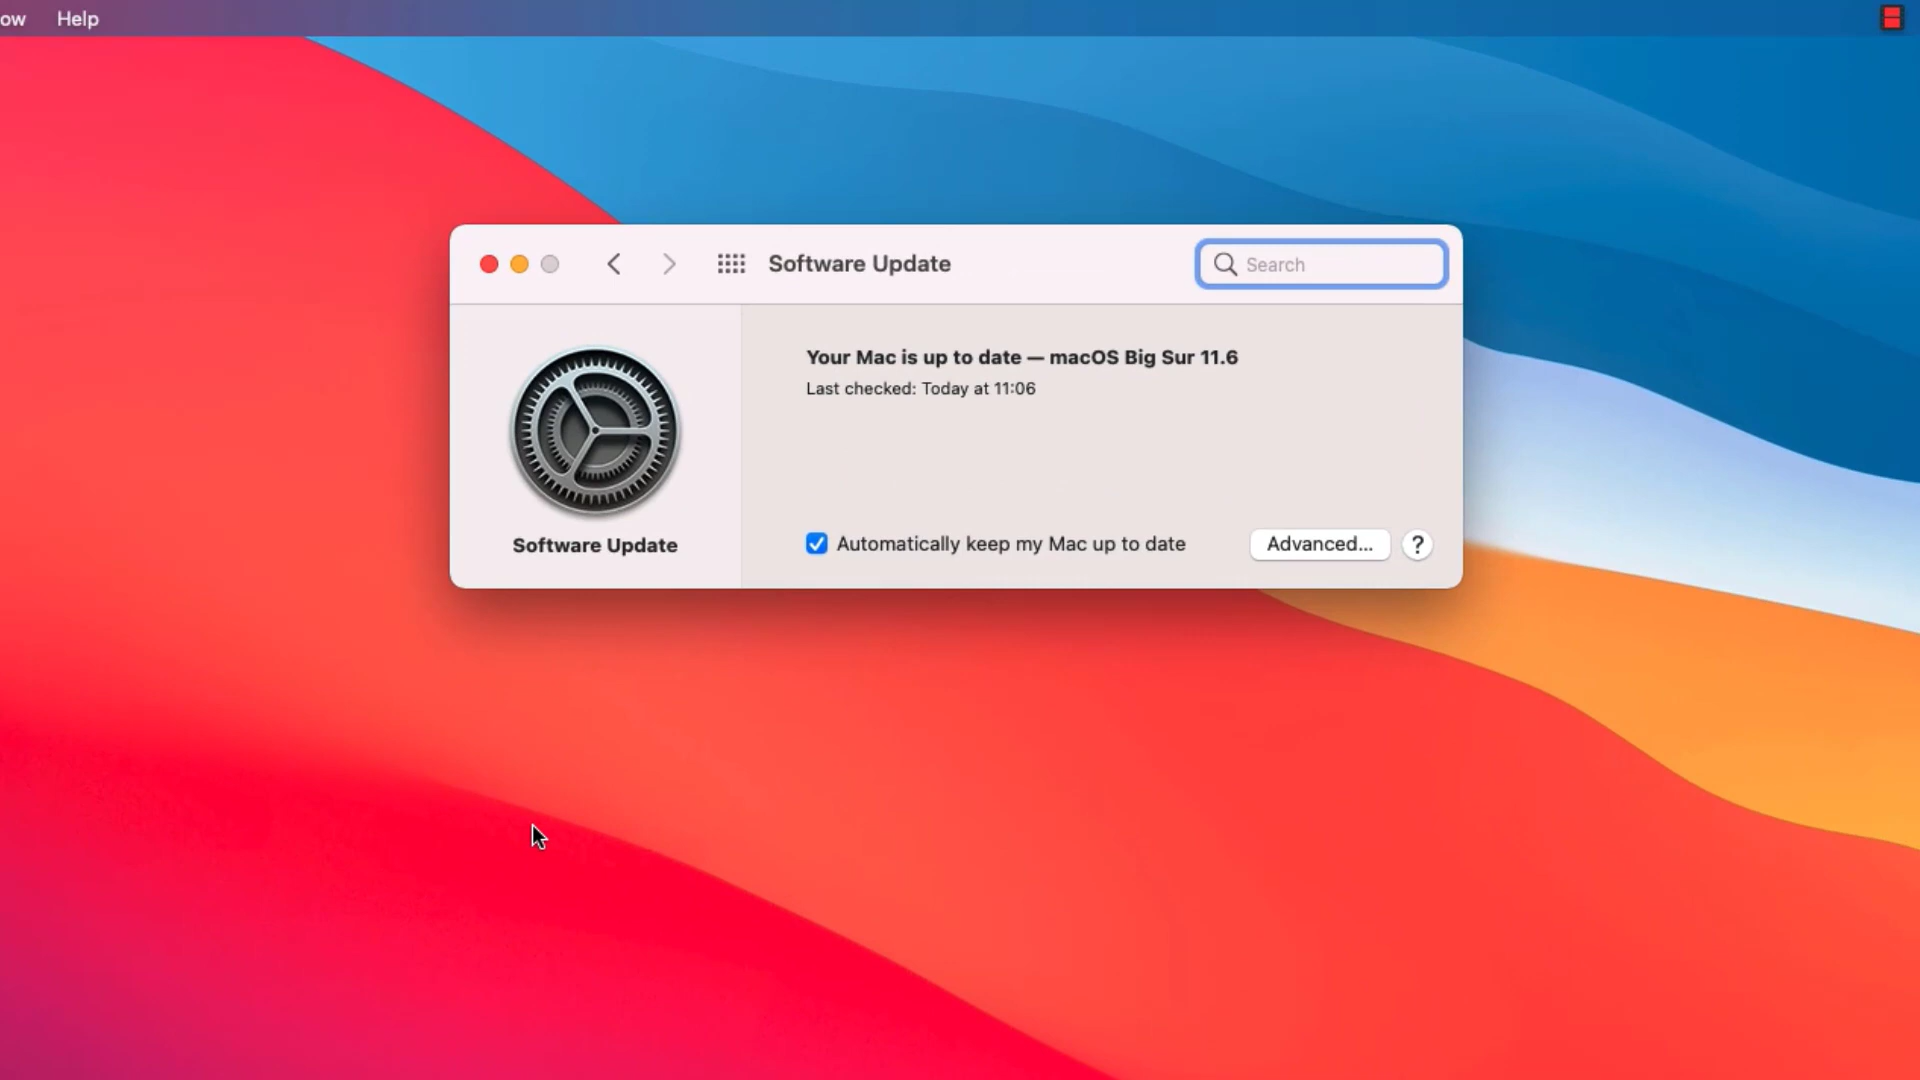 ow Help
Software Update
Search
Your Mac is up to date — macOS Big Sur 11.6
Last checked: Today at 11:06
Software Update
Automatically keep my Mac up to date
Advanced...
?